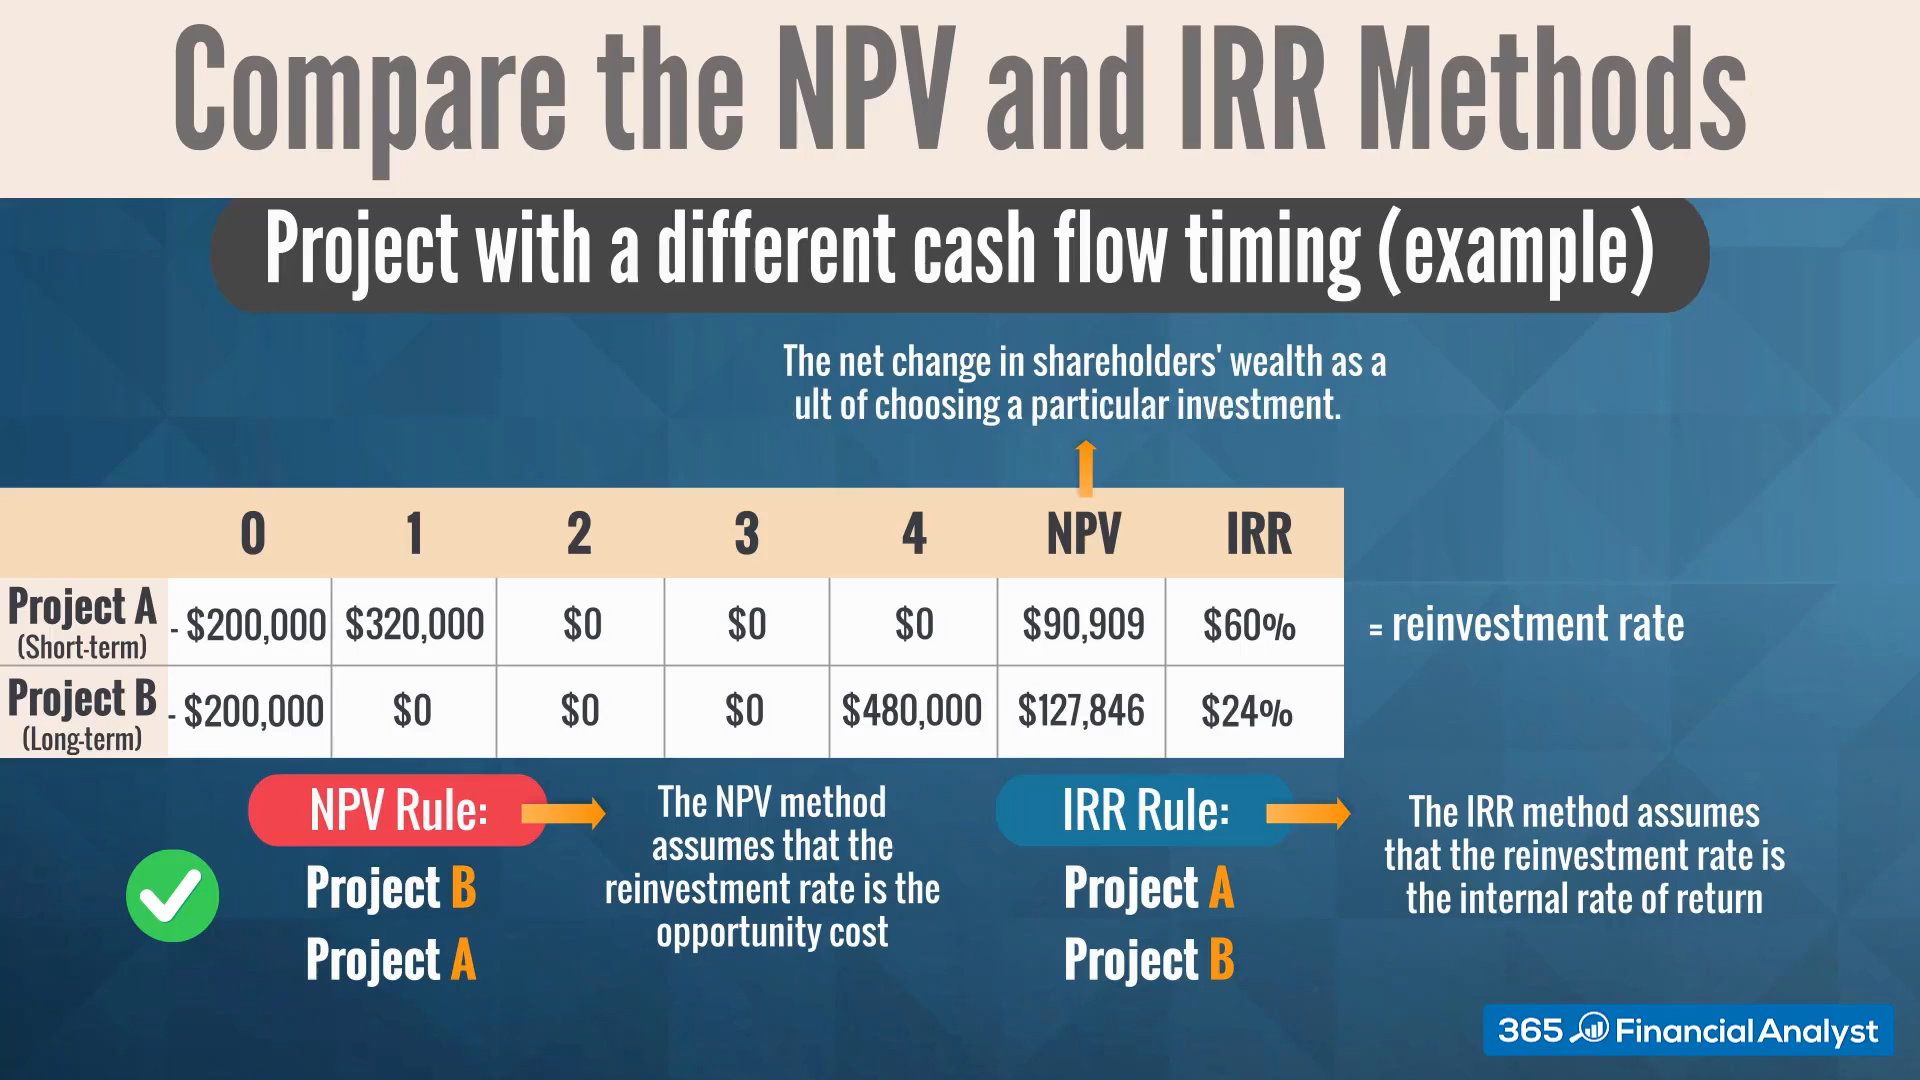 Compare the NPV and IRR Methods
Project with a different cash flow timing (example)
The net change in shareholders' wealth as a
ult of choosing a particular investment.
0 1 2 3 4 NPV IRR
Project A - $200,000 $320,000 $0 $0 $0 $90,909 $60% = reinvestment rate
(Short-term)
Project B - $200,000 $0 $0 $0 $480,000 $127,846 $24%
(Long-term)
NPV Rule:
Project B
Project A
The NPV method
assumes that the
reinvestment rate is the
opportunity cost
IRR Rule:
Project A
Project B
The IRR method assumes
that the reinvestment rate is
the internal rate of return
365 Financial Analyst